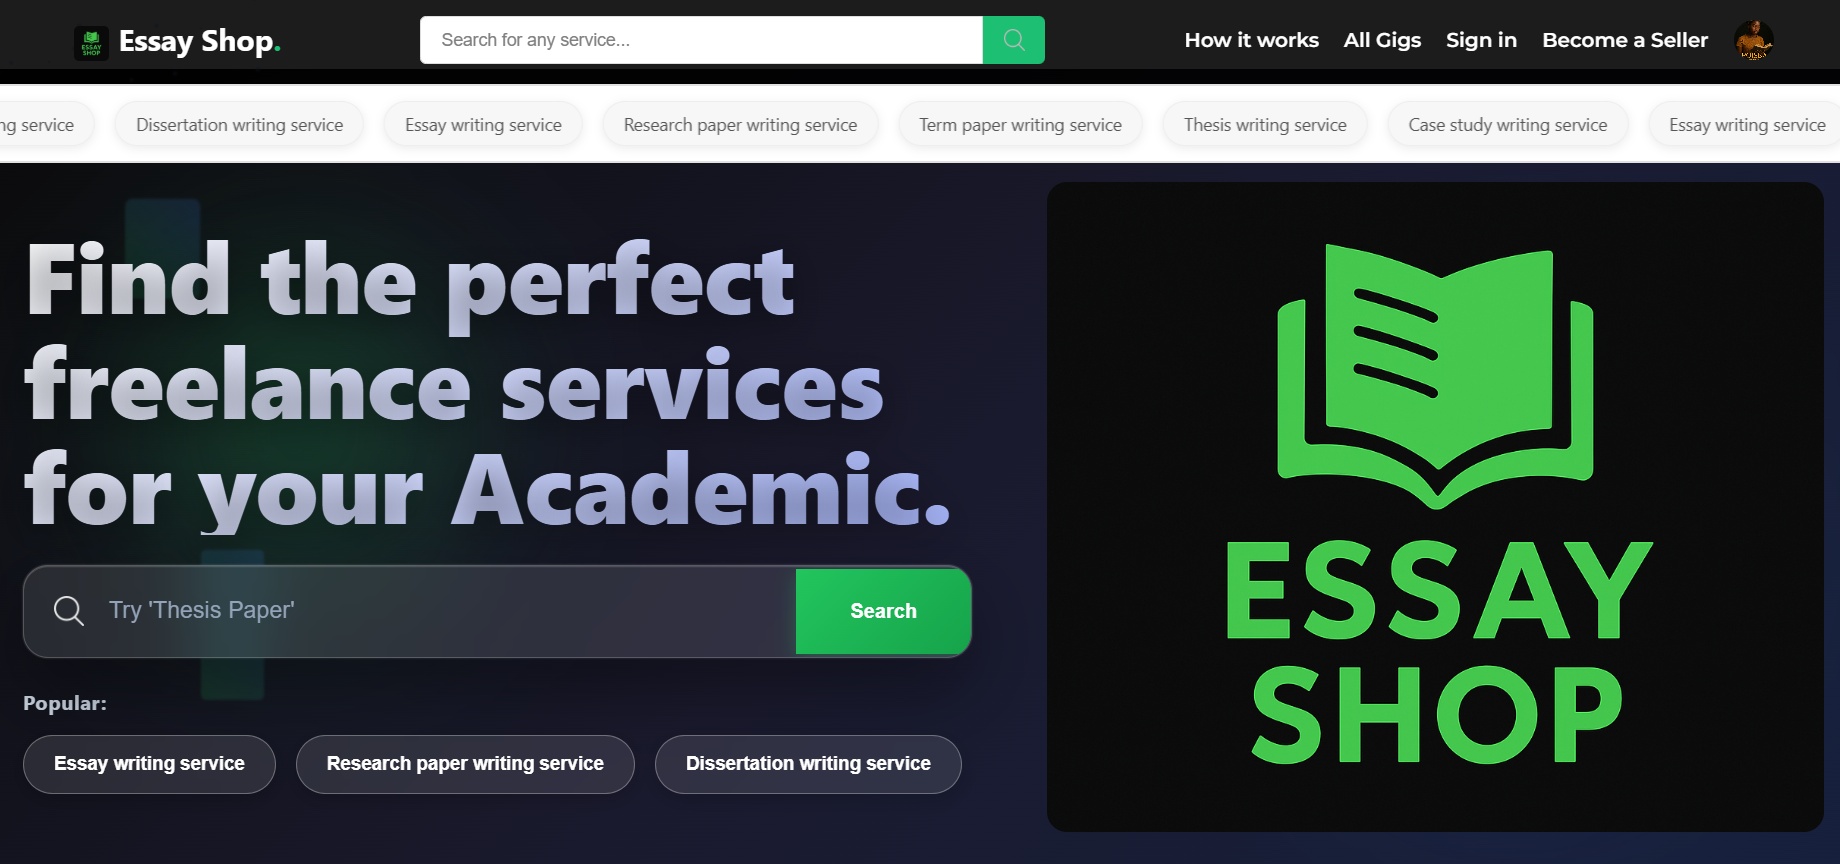 ESSAY
SHOP
Essay Shop.
Search for any service...
How it works
All Gigs
Sign in
Become a Seller
ng service
Dissertation writing service
Essay writing service
Research paper writing service
Term paper writing service
Thesis writing service
Case study writing service
Essay writing service
Find the perfect
freelance services
for your Academic.
Try 'Thesis Paper'
Search
Popular:
Essay writing service
Research paper writing service
Dissertation writing service
ESSAY
SHOP